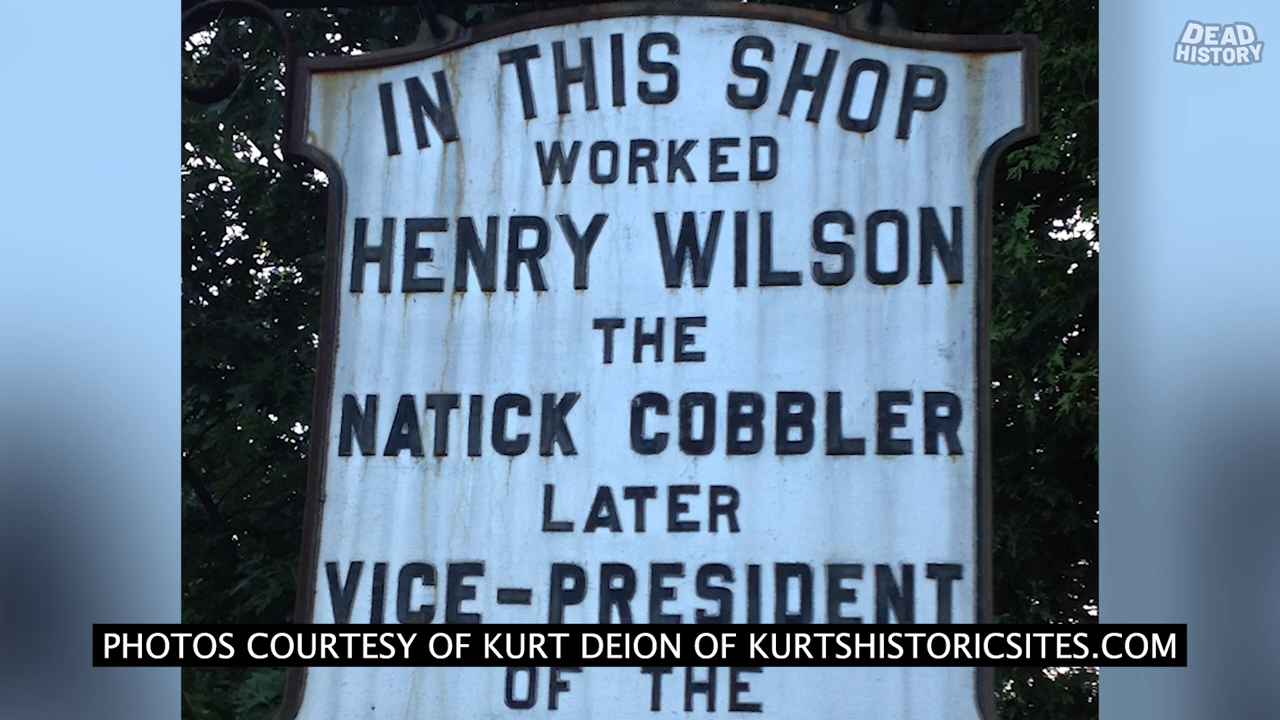 DEAD
HISTORY
IN THIS SHOP
WORKED
HENRY WILSON
THE
NATICK COBBLER
LATER
VICE-PRESIDENT
PHOTOS COURTESY OF KURT DEION OF KURTSHISTORICSITES.COM
OF THE